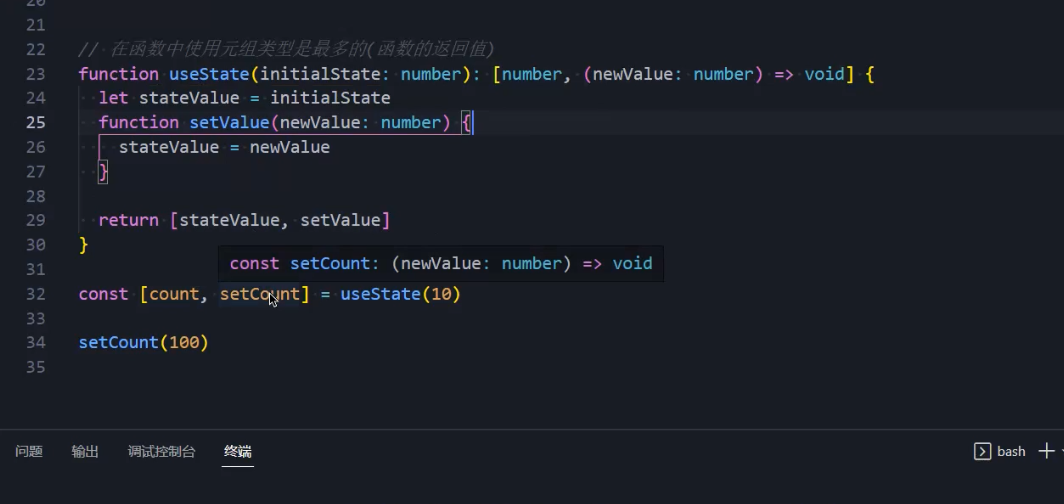 20
21
22 // 在函数中使用元组类型是最多的(函数的返回值)
23 function useState(initialState: number): [number, (newValue: number) => void] {
24 let stateValue = initialState
25 function setValue(newValue: number) {
26 stateValue = newValue
27 }
28
29 return [stateValue, setValue]
30 }
const setCount: (newValue: number) => void
31
32 const [count, setCount] = useState(10)
33
34 setCount(100)
35
问题 输出 调试控制台 终端 bash